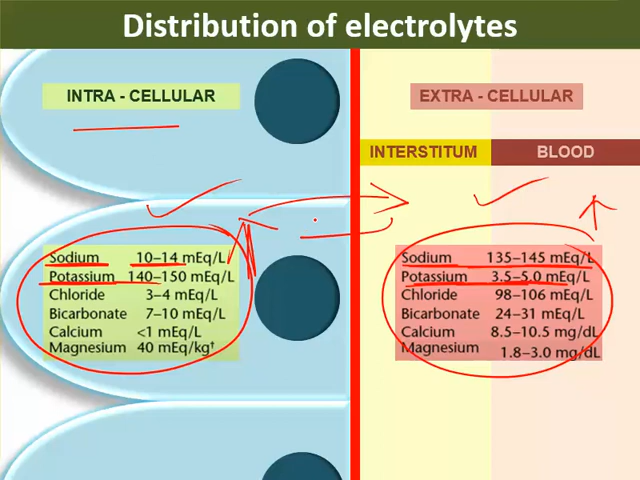 Distribution of electrolytes
INTRA - CELLULAR
EXTRA - CELLULAR
INTERSTITUM
BLOOD
Sodium 10–14 mEq/L
Potassium 140–150 mEq/L
Chloride 3–4 mEq/L
Bicarbonate 7–10 mEq/L
Calcium <1 mEq/L
Magnesium 40 mEq/kg†
Sodium 135–145 mEq/L
Potassium 3.5–5.0 mEq/L
Chloride 98–106 mEq/L
Bicarbonate 24–31 mEq/L
Calcium 8.5–10.5 mg/dL
Magnesium 1.8–3.0 mg/dL